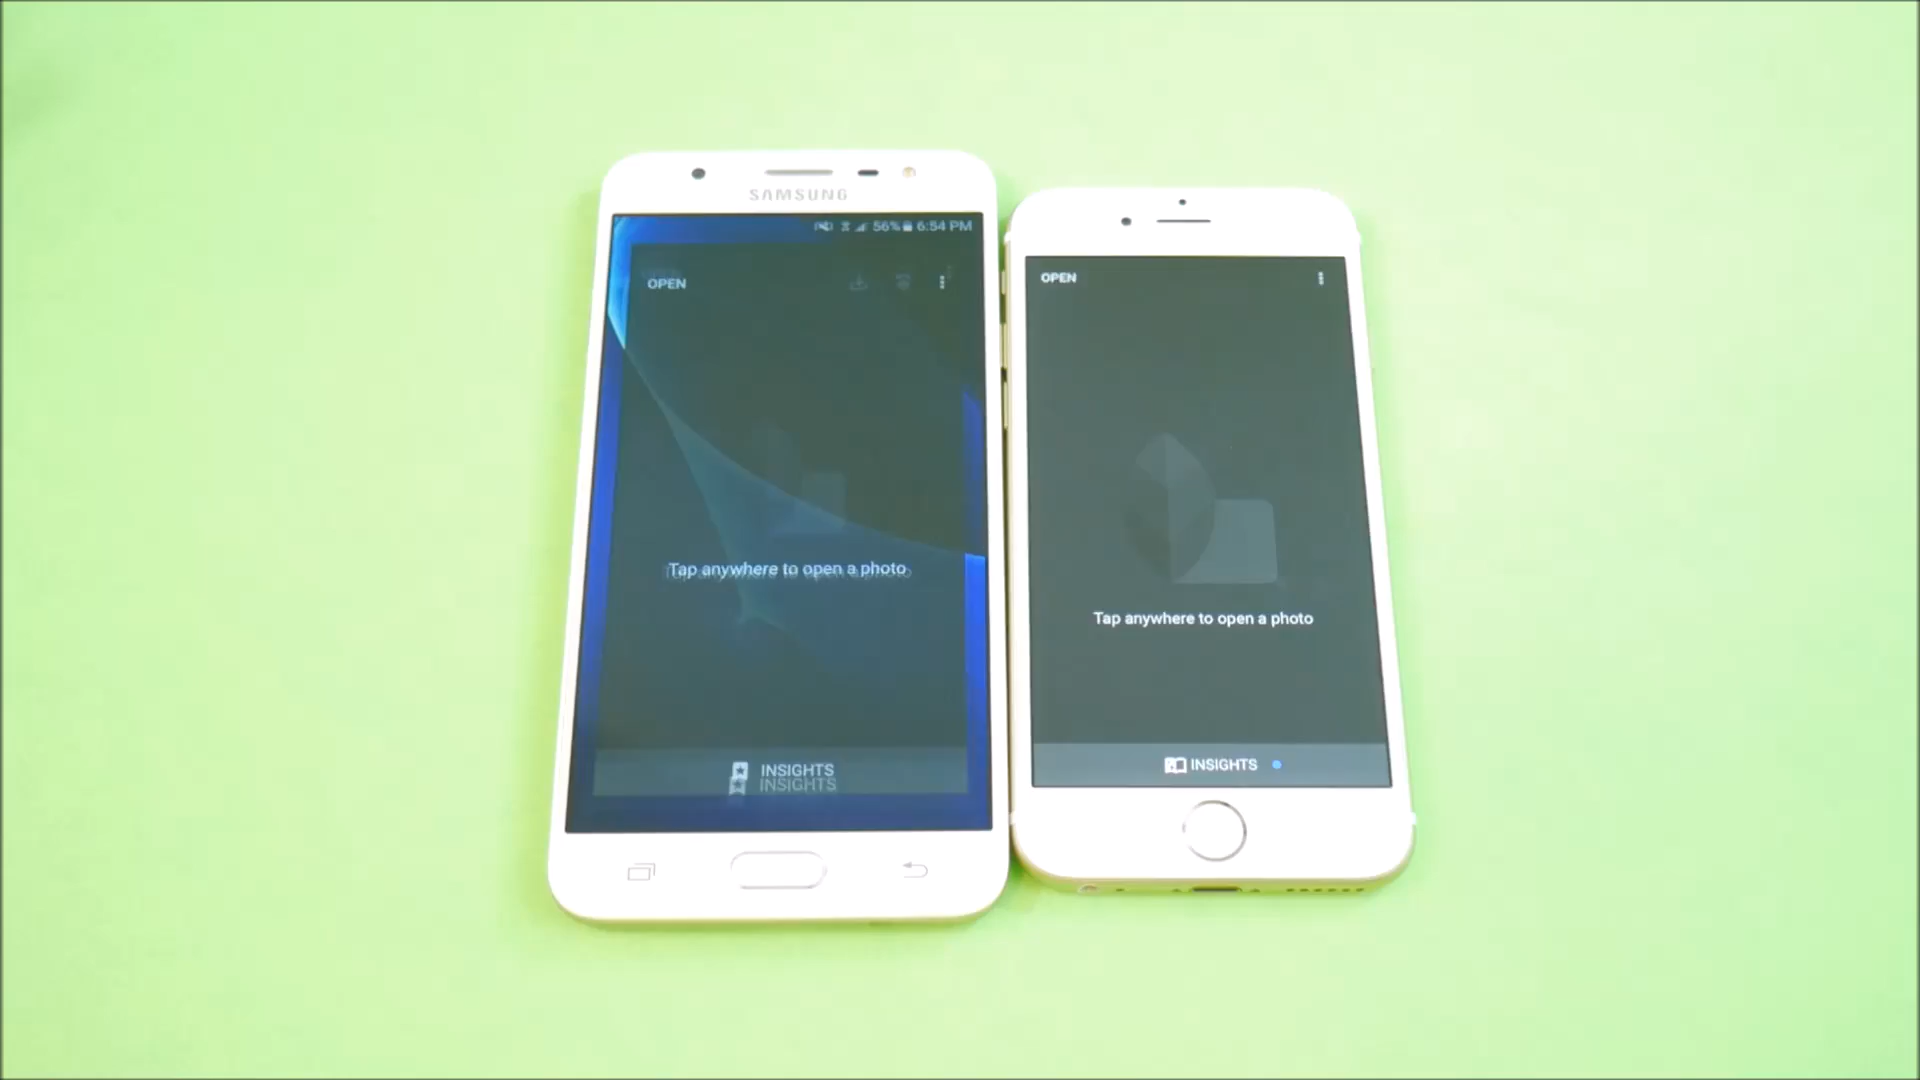 SAMSUNG
56% 6:54 PM
OPEN
Tap anywhere to open a photo
INSIGHTS
INSIGHTS
OPEN
Tap anywhere to open a photo
INSIGHTS